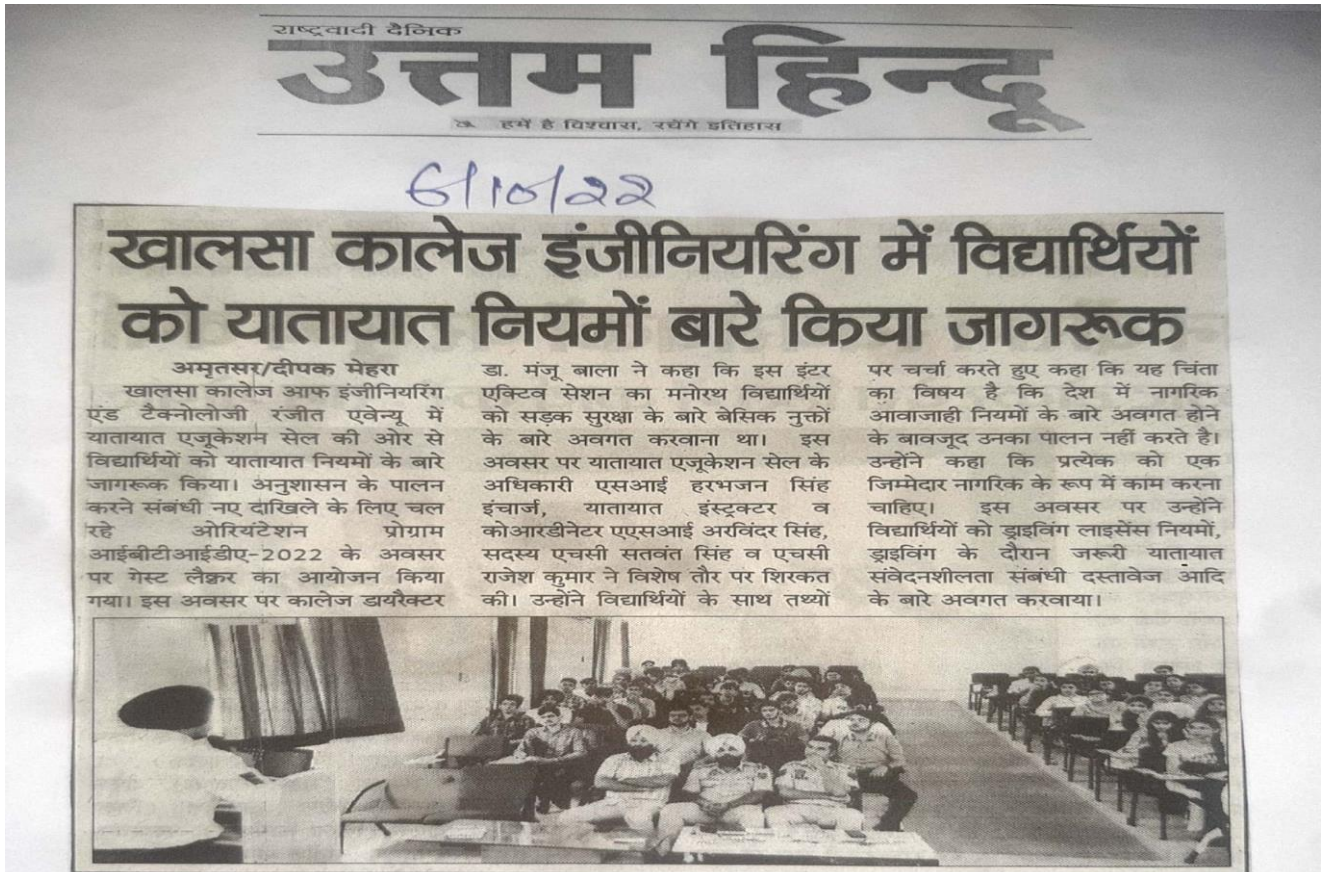 राष्ट्रवादी दैनिक
उत्तम हिन्दू
हमें है विश्वास, रचेंगे इतिहास
6/10/22
खालसा कालेज इंजीनियरिंग में विद्यार्थियों
को यातायात नियमों बारे किया जागरूक
अमृतसर/दीपक मेहरा
खालसा कालेज आफ इंजीनियरिंग
एंड टैक्नोलोजी रंजीत एवेन्यू में
यातायात एजूकेशन सेल की ओर से
विद्यार्थियों को यातायात नियमों के बारे
जागरूक किया। अनुशासन के पालन
करने संबंधी नए दाखिले के लिए चल
रहे ओरियंटेशन प्रोग्राम
आईबीटीआईडीए-2022 के अवसर
पर गेस्ट लैक्चर का आयोजन किया
गया। इस अवसर पर कालेज डायरैक्टर
डा. मंजू बाला ने कहा कि इस इंटर
एक्टिव सेशन का मनोरथ विद्यार्थियों
को सड़क सुरक्षा के बारे बेसिक नुक्तों
के बारे अवगत करवाना था। इस
अवसर पर यातायात एजूकेशन सेल के
अधिकारी एसआई हरभजन सिंह
इंचार्ज, यातायात इंस्ट्रक्टर व
कोआरडीनेटर एएसआई अरविंदर सिंह,
सदस्य एचसी सतवंत सिंह व एचसी
राजेश कुमार ने विशेष तौर पर शिरकत
की। उन्होंने विद्यार्थियों के साथ तथ्यों
पर चर्चा करते हुए कहा कि यह चिंता
का विषय है कि देश में नागरिक
आवाजाही नियमों के बारे अवगत होने
के बावजूद उनका पालन नहीं करते है।
उन्होंने कहा कि प्रत्येक को एक
जिम्मेदार नागरिक के रूप में काम करना
चाहिए। इस अवसर पर उन्होंने
विद्यार्थियों को ड्राइविंग लाइसेंस नियमों,
ड्राइविंग के दौरान जरूरी यातायात
संवेदनशीलता संबंधी दस्तावेज आदि
के बारे अवगत करवाया।